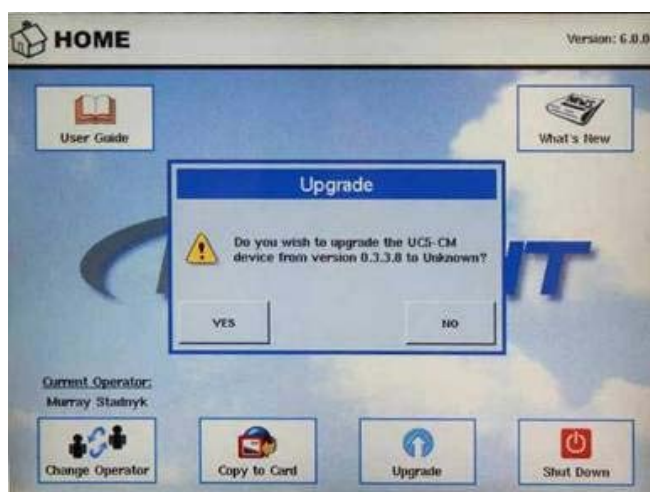 HOME
Version: 6.0.0
User Guide
What's New
Upgrade
Do you wish to upgrade the UC5-CM
device from version 0.3.3.8 to Unknown?
YES
NO
NT
Current Operator:
Murray Stadnyk
Change Operator
Copy to Card
Upgrade
Shut Down